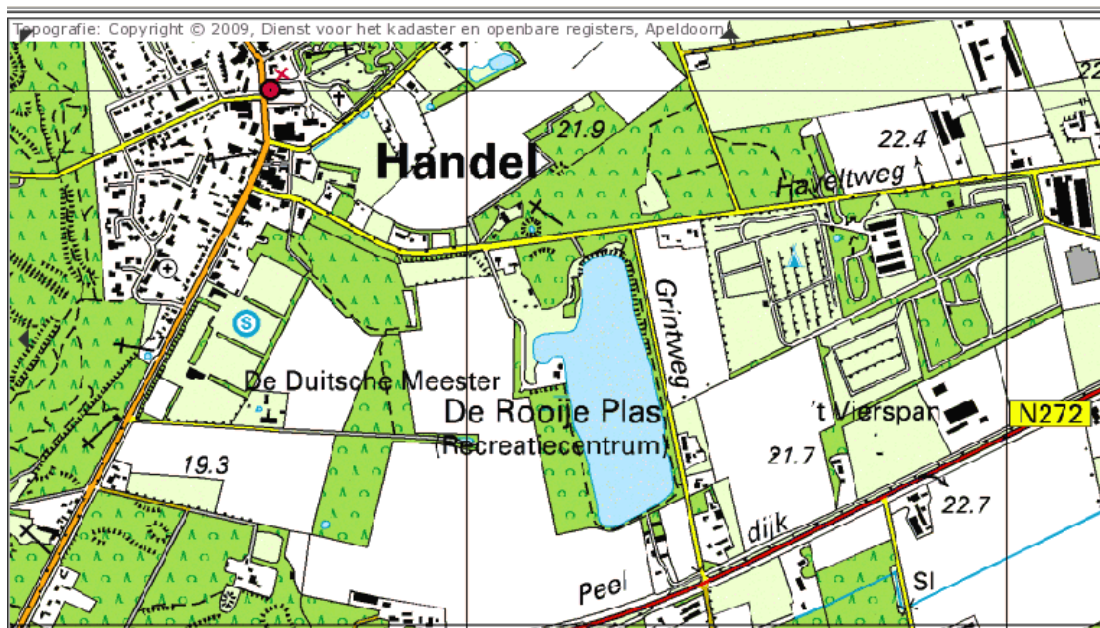 Topografie: Copyright © 2009, Dienst voor het kadaster en openbare registers, Apeldoorn
22
21.9
22.4
Handel
Haveltweg
Grintweg
S
De Duitsche Meester
De Rooije Plas
(Recreatiecentrum)
't Vierspan
N272
19.3
21.7
22.7
dijk
Peel
Sl